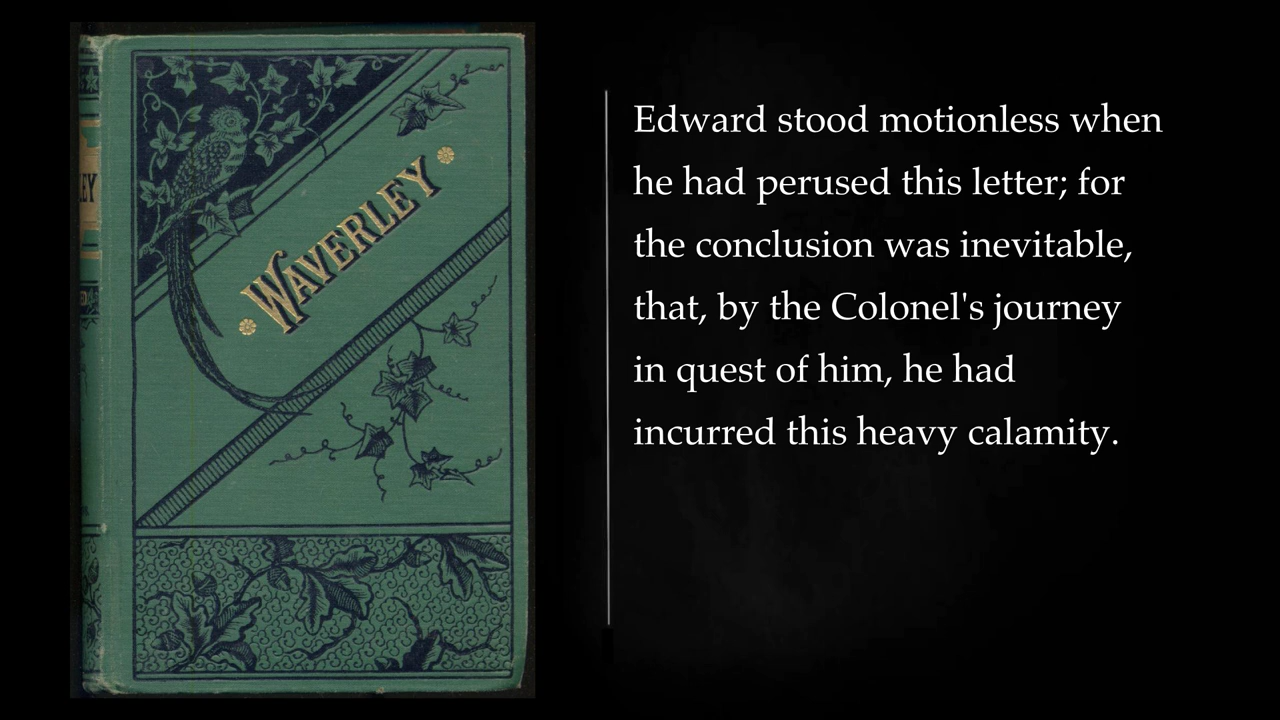 WAVERLEY
Edward stood motionless when
he had perused this letter; for
the conclusion was inevitable,
that, by the Colonel's journey
in quest of him, he had
incurred this heavy calamity.